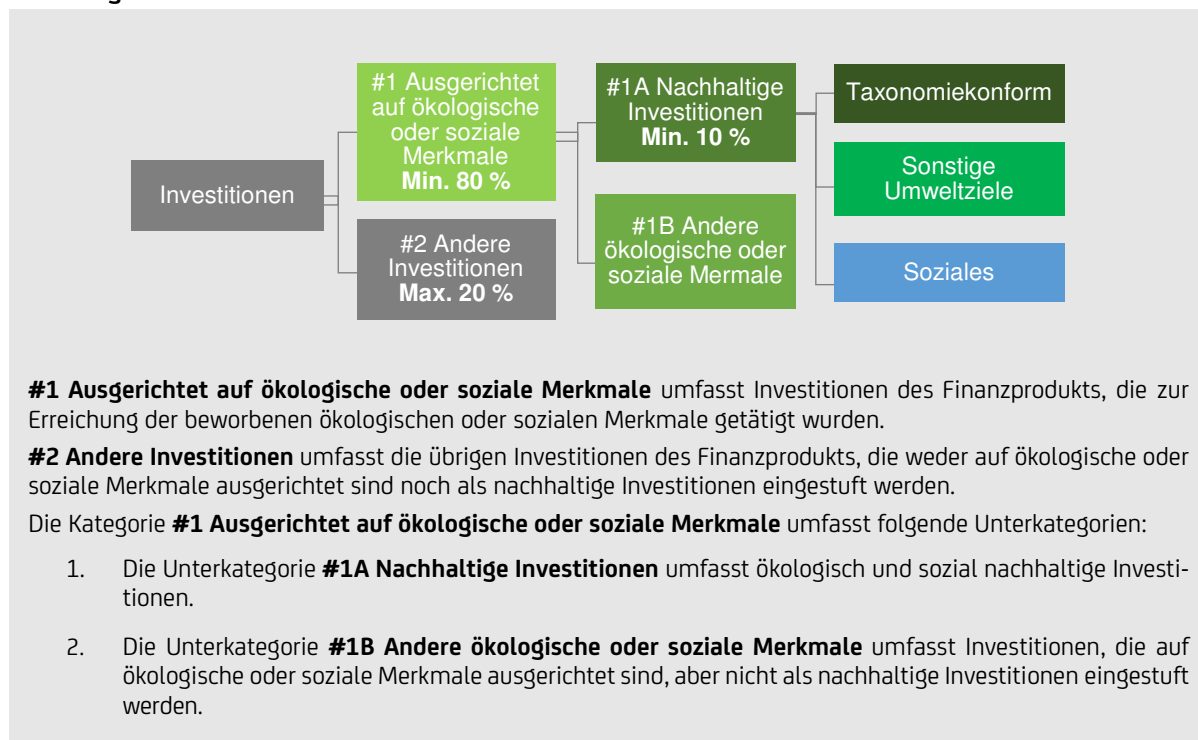 #1 Ausgerichtet
auf ökologische
oder soziale
Merkmale
Min. 80 %
#1A Nachhaltige
Investitionen
Min. 10 %
Taxonomiekonform
Investitionen
Sonstige
Umweltziele
#2 Andere
Investitionen
Max. 20 %
#1B Andere
ökologische oder
soziale Mermale
Soziales
#1 Ausgerichtet auf ökologische oder soziale Merkmale umfasst Investitionen des Finanzprodukts, die zur
Erreichung der beworbenen ökologischen oder sozialen Merkmale getätigt wurden.
#2 Andere Investitionen umfasst die übrigen Investitionen des Finanzprodukts, die weder auf ökologische oder
soziale Merkmale ausgerichtet sind noch als nachhaltige Investitionen eingestuft werden.
Die Kategorie #1 Ausgerichtet auf ökologische oder soziale Merkmale umfasst folgende Unterkategorien:
1. Die Unterkategorie #1A Nachhaltige Investitionen umfasst ökologisch und sozial nachhaltige Investi-
tionen.
2. Die Unterkategorie #1B Andere ökologische oder soziale Merkmale umfasst Investitionen, die auf
ökologische oder soziale Merkmale ausgerichtet sind, aber nicht als nachhaltige Investitionen eingestuft
werden.